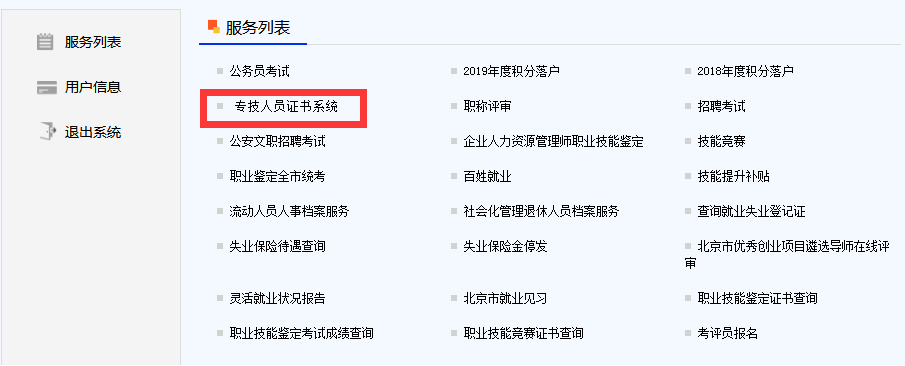 服务列表
用户信息
退出系统
服务列表
公务员考试
2019年度积分落户
2018年度积分落户
专技人员证书系统
职称评审
招聘考试
公安文职招聘考试
企业人力资源管理师职业技能鉴定
技能竞赛
职业鉴定全市统考
百姓就业
技能提升补贴
流动人员人事档案服务
社会化管理退休人员档案服务
查询就业失业登记证
失业保险待遇查询
失业保险金停发
北京市优秀创业项目遴选导师在线评
审
灵活就业状况报告
北京市就业见习
职业技能鉴定证书查询
职业技能鉴定考试成绩查询
职业技能竞赛证书查询
考评员报名